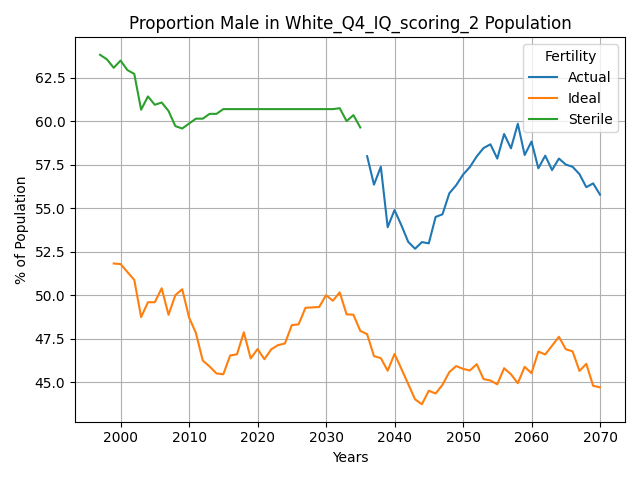 Proportion Male in White_Q4_IQ_scoring_2 Population
Fertility
Actual
Ideal
Sterile
% of Population
62.5
60.0
57.5
55.0
52.5
50.0
47.5
45.0
2000 2010 2020 2030 2040 2050 2060 2070
Years